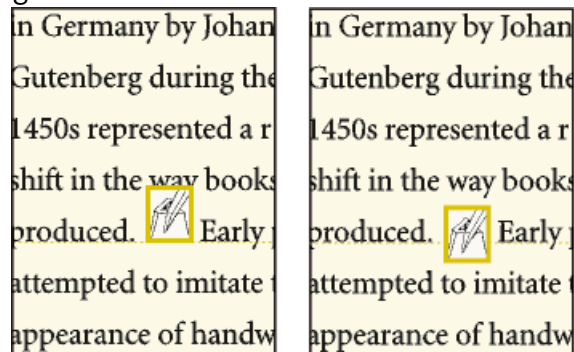 in Germany by Johan
Gutenberg during the
1450s represented a r
shift in the way books
produced. Early
attempted to imitate
appearance of handw
in Germany by Johan
Gutenberg during the
1450s represented a r
shift in the way books
produced. Early
attempted to imitate
appearance of handw